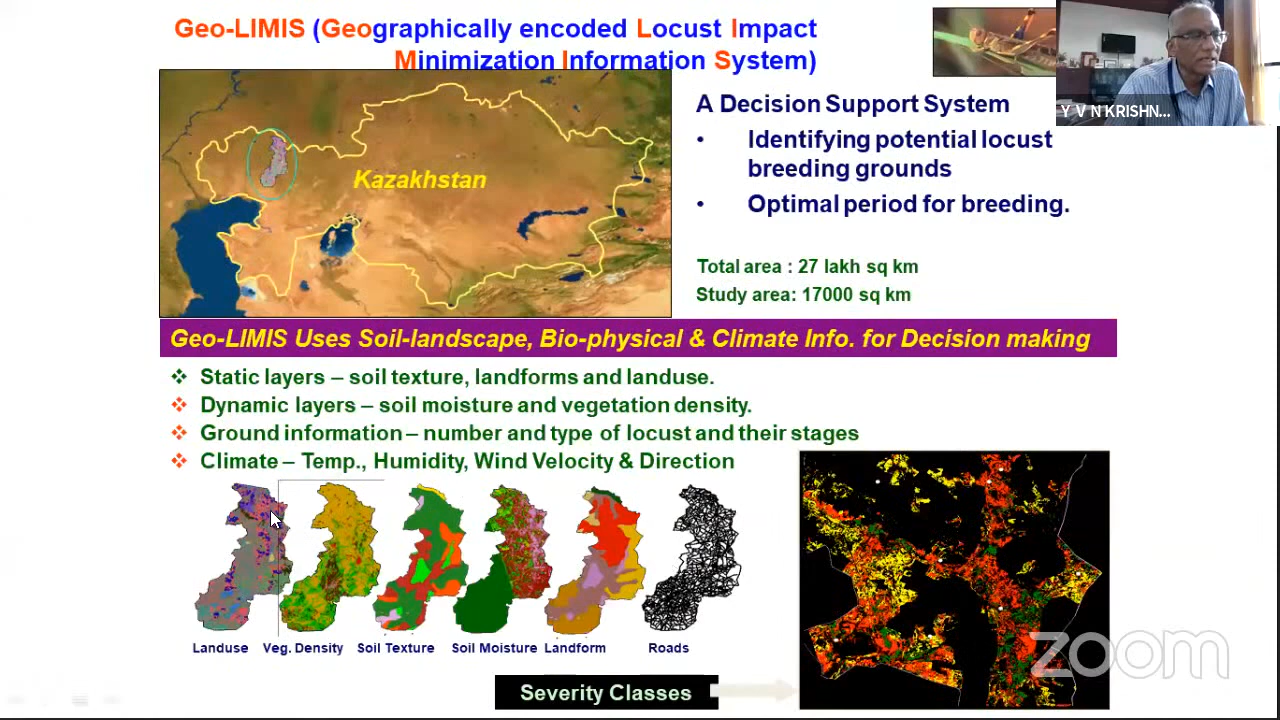 Geo-LIMIS (Geographically encoded Locust Impact
Minimization Information System)
Y V N KRISHN...
Kazakhstan
A Decision Support System
• Identifying potential locust
breeding grounds
• Optimal period for breeding.
Total area : 27 lakh sq km
Study area: 17000 sq km
Geo-LIMIS Uses Soil-landscape, Bio-physical & Climate Info. for Decision making
❖ Static layers – soil texture, landforms and landuse.
❖ Dynamic layers – soil moisture and vegetation density.
❖ Ground information – number and type of locust and their stages
❖ Climate – Temp., Humidity, Wind Velocity & Direction
Landuse Veg. Density Soil Texture Soil Moisture Landform Roads
Severity Classes
zoom